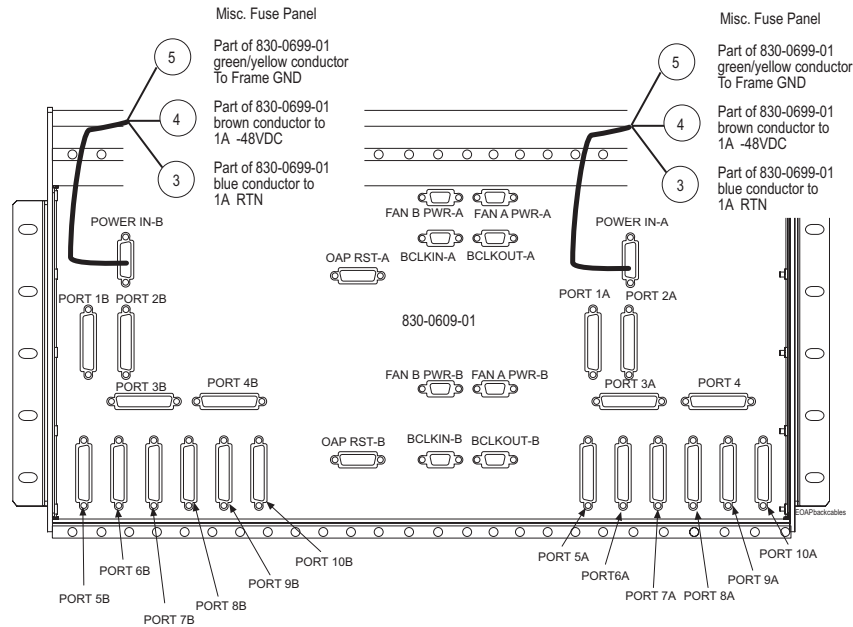 Misc. Fuse Panel
5
Part of 830-0699-01
green/yellow conductor
To Frame GND
4
Part of 830-0699-01
brown conductor to
1A -48VDC
3
Part of 830-0699-01
blue conductor to
1A RTN
Misc. Fuse Panel
5
Part of 830-0699-01
green/yellow conductor
To Frame GND
4
Part of 830-0699-01
brown conductor to
1A -48VDC
3
Part of 830-0699-01
blue conductor to
1A RTN
POWER IN-B
FAN B PWR-A
FAN A PWR-A
POWER IN-A
OAP RST-A
BCLKIN-A
BCLKOUT-A
PORT 1B
PORT 2B
PORT 1A
PORT 2A
830-0609-01
PORT 3B
PORT 4B
FAN B PWR-B
FAN A PWR-B
PORT 3A
PORT 4
OAP RST-B
BCLKIN-B
BCLKOUT-B
EOAPbackcables
PORT 5B
PORT 6B
PORT 7B
PORT 8B
PORT 9B
PORT 10B
PORT 5A
PORT6A
PORT 7A
PORT 8A
PORT 9A
PORT 10A